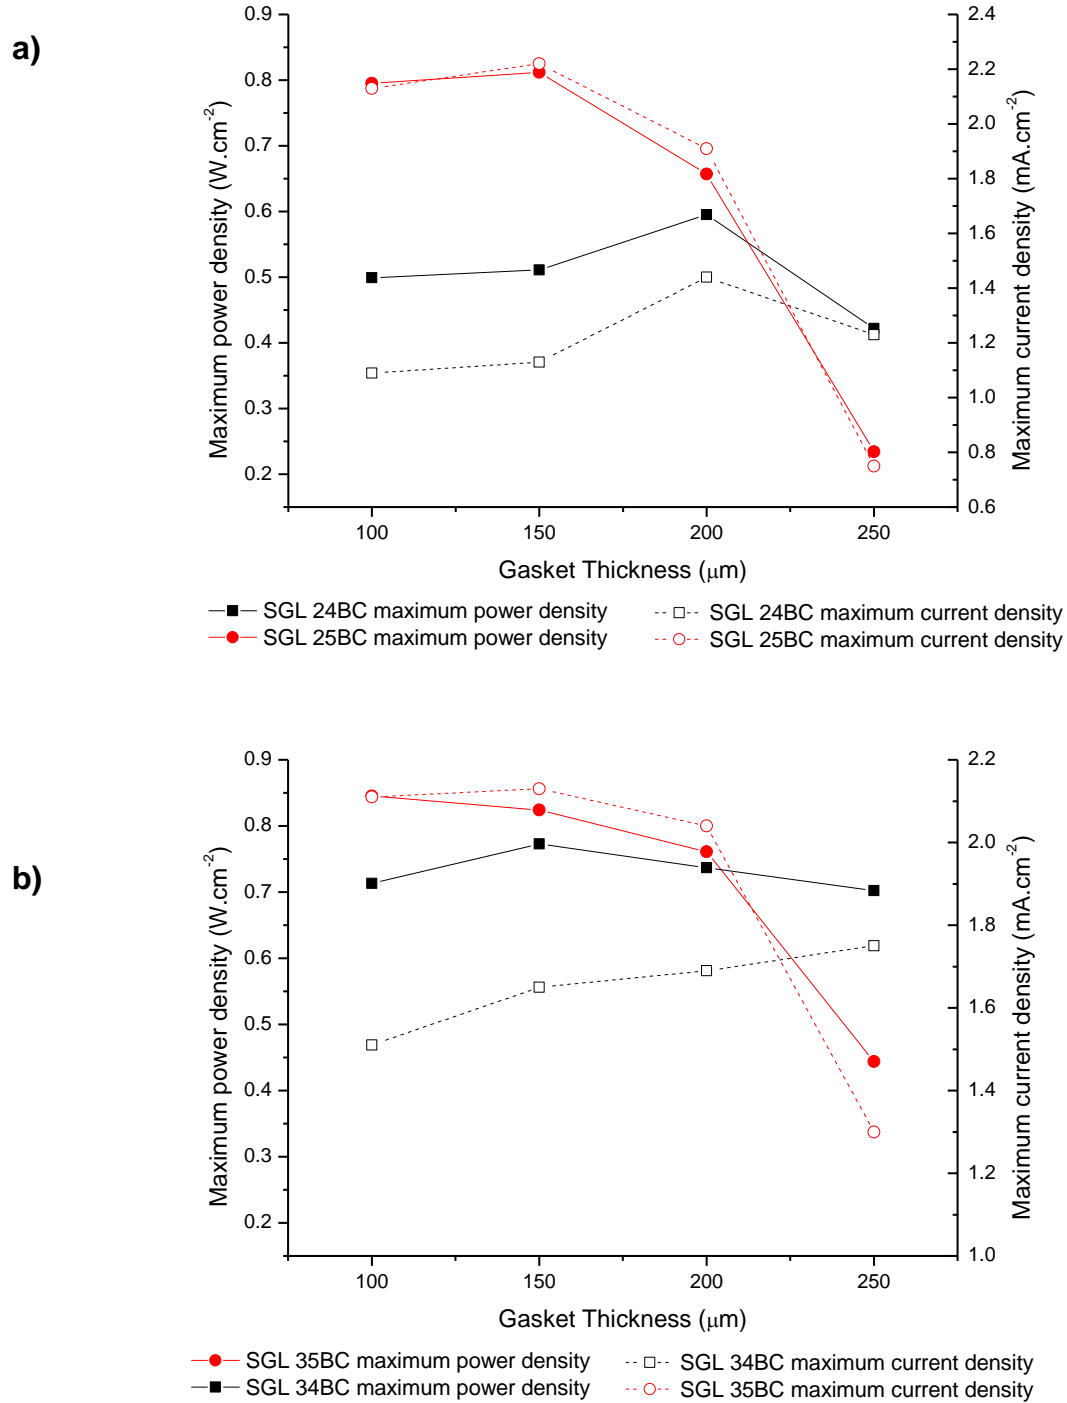 a)
Maximum power density (W.cm-2)
0.9
0.8
0.7
0.6
0.5
0.4
0.3
0.2
2.4
2.2
2.0
1.8
1.6
1.4
1.2
1.0
0.8
0.6
Maximum current density (mA.cm-2)
100 150 200 250
Gasket Thickness (μm)
SGL 24BC maximum power density SGL 24BC maximum current density
SGL 25BC maximum power density SGL 25BC maximum current density
b)
Maximum power density (W.cm-2)
0.9
0.8
0.7
0.6
0.5
0.4
0.3
0.2
2.2
2.0
1.8
1.6
1.4
1.2
1.0
Maximum current density (mA.cm-2)
100 150 200 250
Gasket Thickness (μm)
SGL 35BC maximum power density SGL 34BC maximum current density
SGL 34BC maximum power density SGL 35BC maximum current density